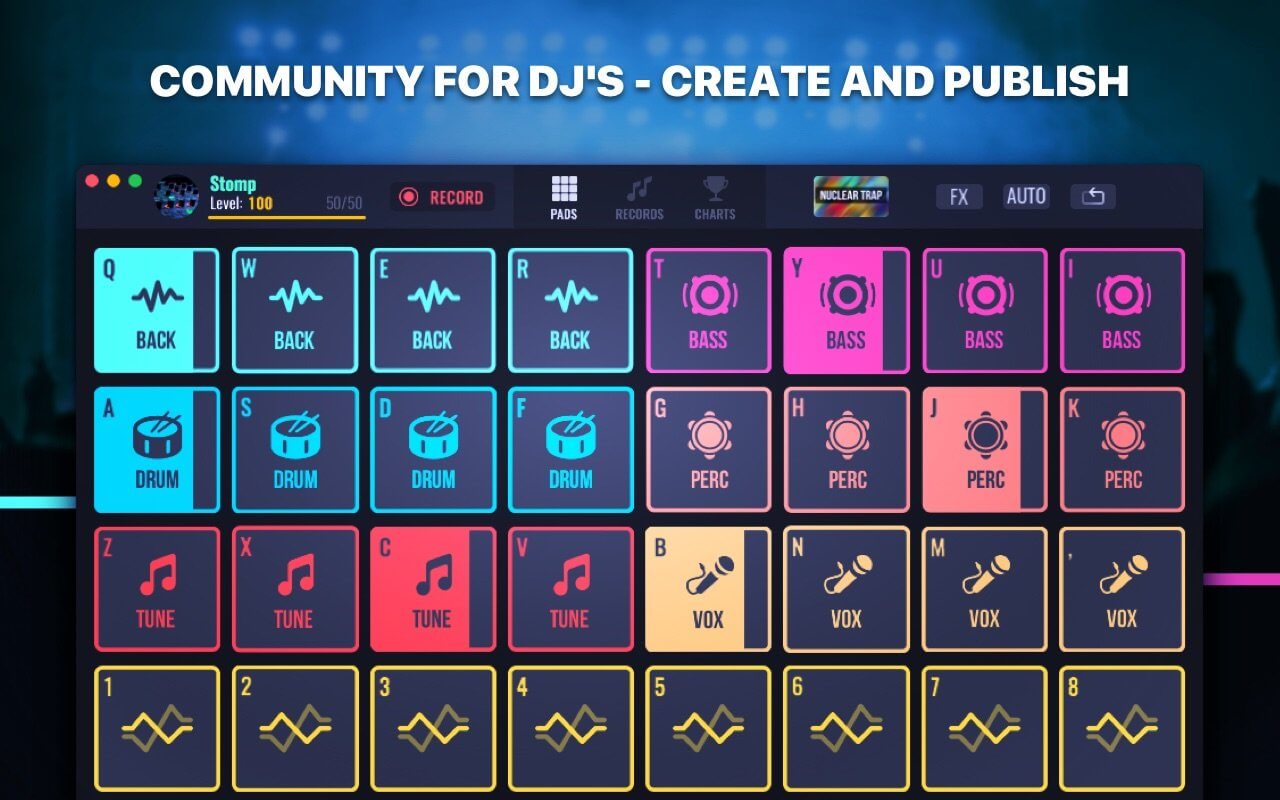 COMMUNITY FOR DJ'S - CREATE AND PUBLISH
Stomp
Level: 100
50/50
RECORD
PADS
RECORDS
CHARTS
NUCLEAR TRAP
FX
AUTO
Q
BACK
W
BACK
E
BACK
R
BACK
T
BASS
Y
BASS
U
BASS
I
BASS
A
DRUM
S
DRUM
D
DRUM
F
DRUM
G
PERC
H
PERC
J
PERC
K
PERC
Z
TUNE
X
TUNE
C
TUNE
V
TUNE
B
VOX
N
VOX
M
VOX
,
VOX
1
2
3
4
5
6
7
8